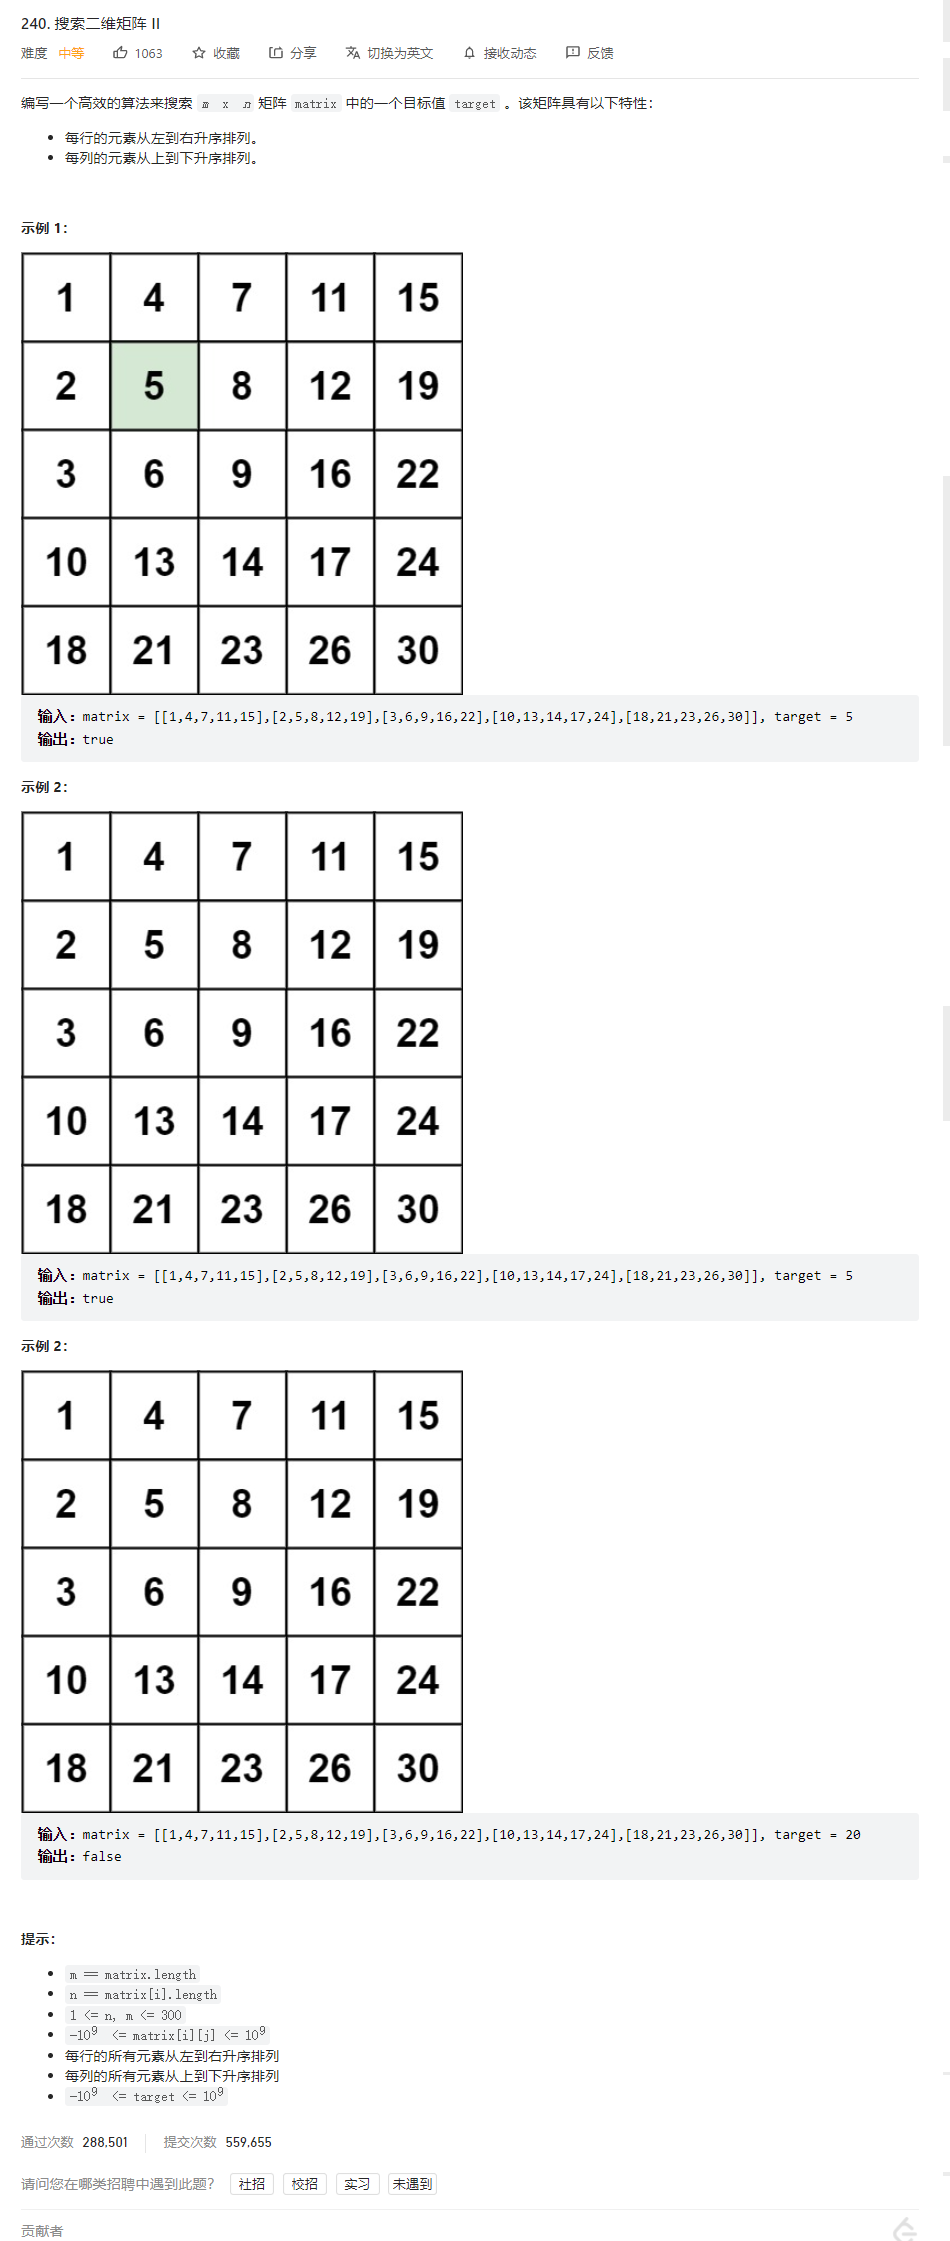 240. 搜索二维矩阵 II
难度 中等 1063 收藏 分享 切换为英文 接收动态 反馈
编写一个高效的算法来搜索 m x n 矩阵 matrix 中的一个目标值 target 。该矩阵具有以下特性：
每行的元素从左到右升序排列。
每列的元素从上到下升序排列。
示例 1：
1 4 7 11 15
2 5 8 12 19
3 6 9 16 22
10 13 14 17 24
18 21 23 26 30
输入：matrix = [[1,4,7,11,15],[2,5,8,12,19],[3,6,9,16,22],[10,13,14,17,24],[18,21,23,26,30]], target = 5
输出：true
示例 2：
1 4 7 11 15
2 5 8 12 19
3 6 9 16 22
10 13 14 17 24
18 21 23 26 30
输入：matrix = [[1,4,7,11,15],[2,5,8,12,19],[3,6,9,16,22],[10,13,14,17,24],[18,21,23,26,30]], target = 5
输出：true
示例 2：
1 4 7 11 15
2 5 8 12 19
3 6 9 16 22
10 13 14 17 24
18 21 23 26 30
输入：matrix = [[1,4,7,11,15],[2,5,8,12,19],[3,6,9,16,22],[10,13,14,17,24],[18,21,23,26,30]], target = 20
输出：false
提示：
m == matrix.length
n == matrix[i].length
1 <= n, m <= 300
-10⁹ <= matrix[i][j] <= 10⁹
每行的所有元素从左到右升序排列
每列的所有元素从上到下升序排列
-10⁹ <= target <= 10⁹
通过次数 288,501 提交次数 559,655
请问您在哪类招聘中遇到此题？ 社招 校招 实习 未遇到
贡献者